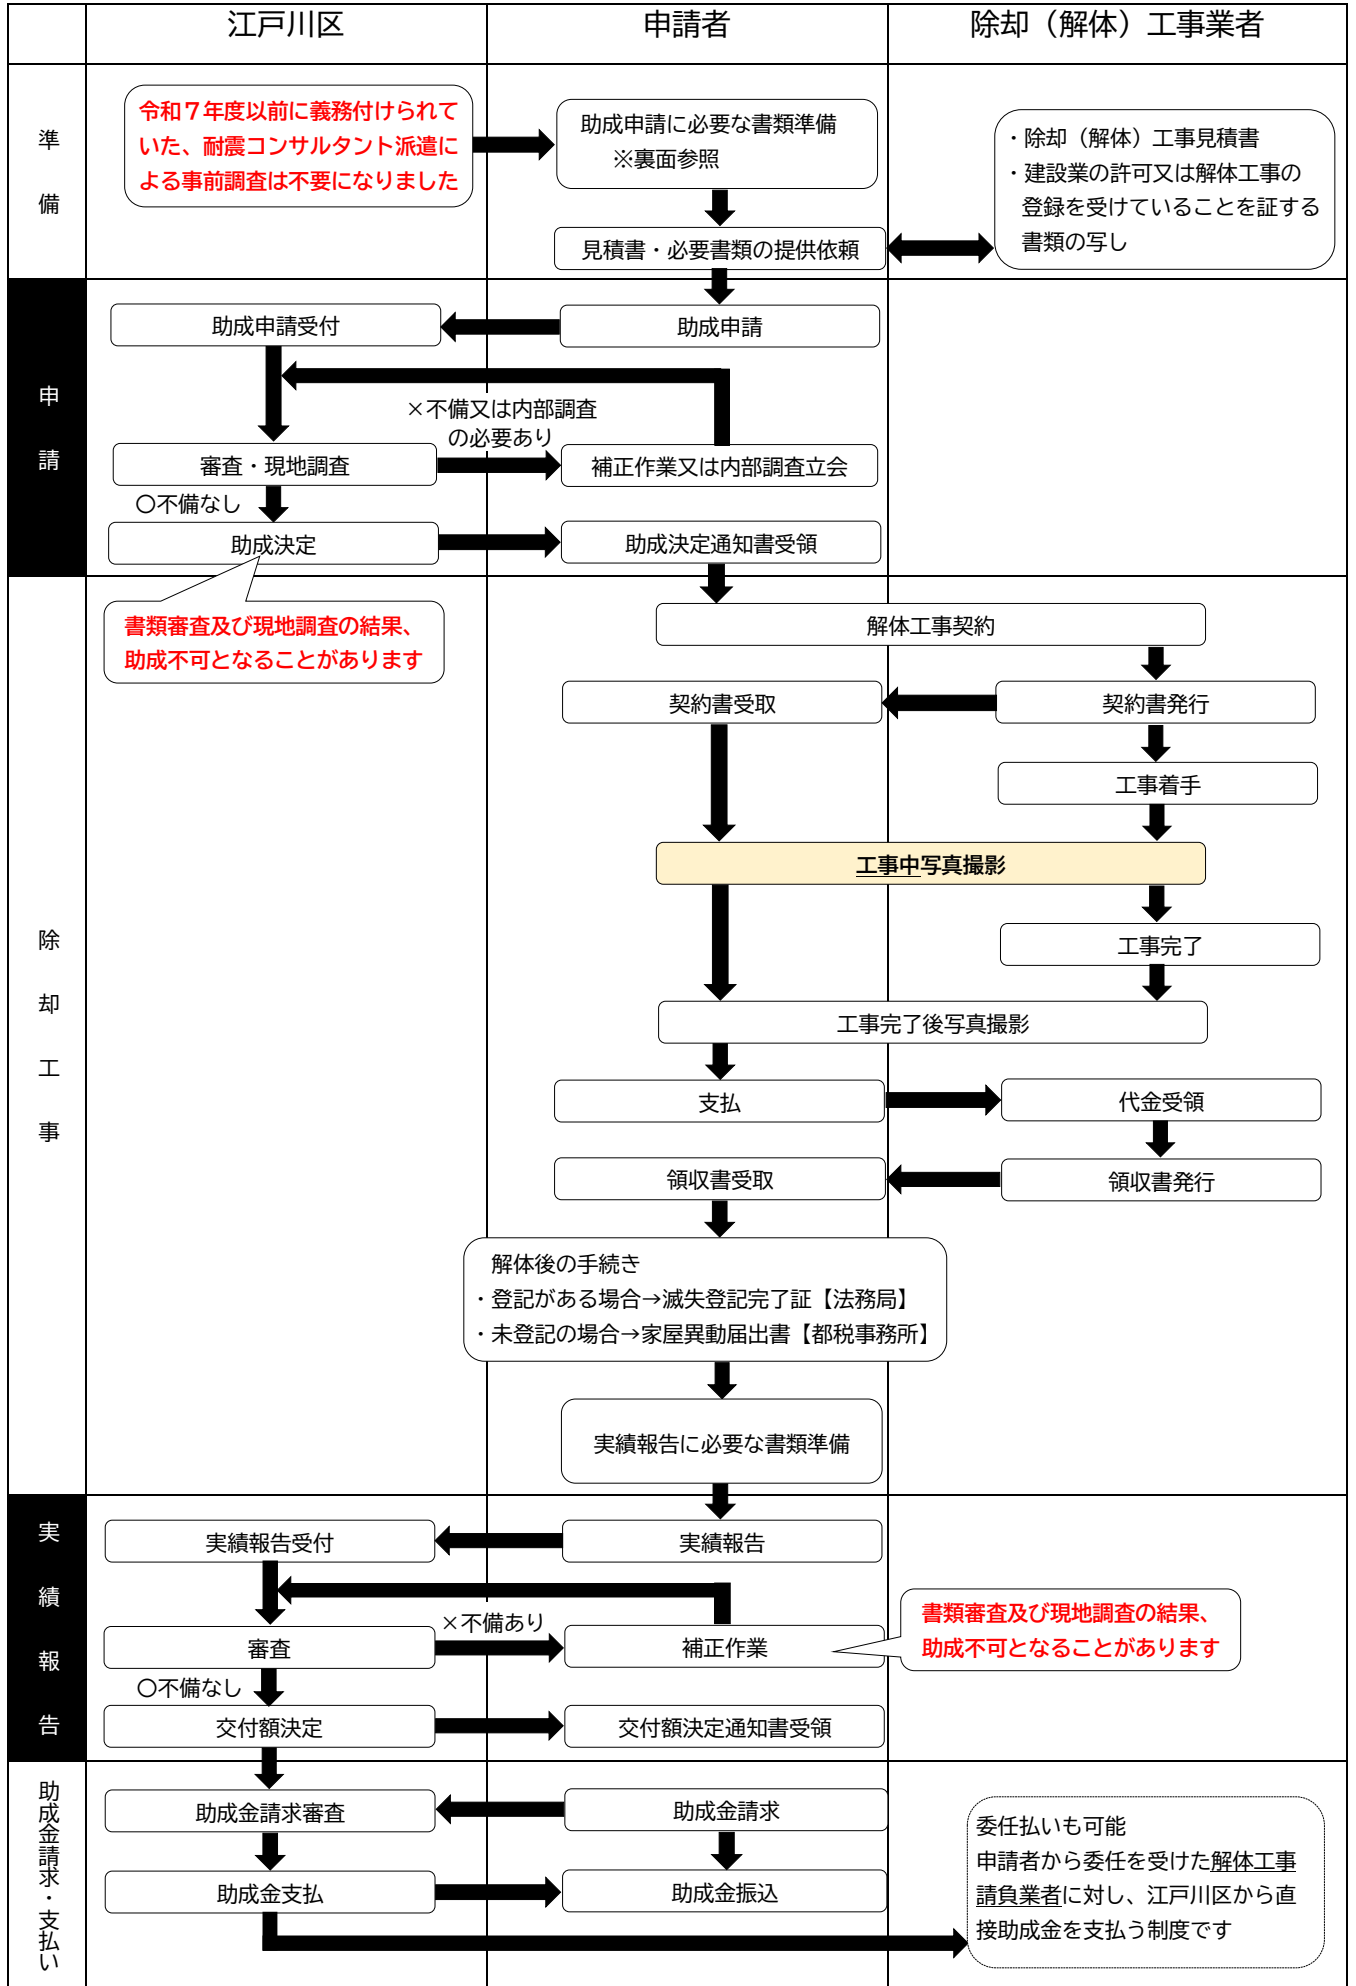 江戸川区
申請者
除却（解体）工事業者
準備
令和７年度以前に義務付けられて
いた、耐震コンサルタント派遣に
よる事前調査は不要になりました
助成申請に必要な書類準備
※裏面参照
・除却（解体）工事見積書
・建設業の許可又は解体工事の
登録を受けていることを証する
書類の写し
見積書・必要書類の提供依頼
申請
助成申請受付
助成申請
×不備又は内部調査
の必要あり
審査・現地調査
補正作業又は内部調査立会
〇不備なし
助成決定
助成決定通知書受領
書類審査及び現地調査の結果、
助成不可となることがあります
除却工事
解体工事契約
契約書受取
契約書発行
工事着手
工事中写真撮影
工事完了
工事完了後写真撮影
支払
代金受領
領収書受取
領収書発行
解体後の手続き
・登記がある場合→滅失登記完了証【法務局】
・未登記の場合→家屋異動届出書【都税事務所】
実績報告に必要な書類準備
実績報告
実績報告受付
実績報告
×不備あり
審査
補正作業
書類審査及び現地調査の結果、
助成不可となることがあります
〇不備なし
交付額決定
交付額決定通知書受領
助成金請求・支払い
助成金請求審査
助成金請求
助成金支払
助成金振込
委任払いも可能
申請者から委任を受けた解体工事
請負業者に対し、江戸川区から直
接助成金を支払う制度です